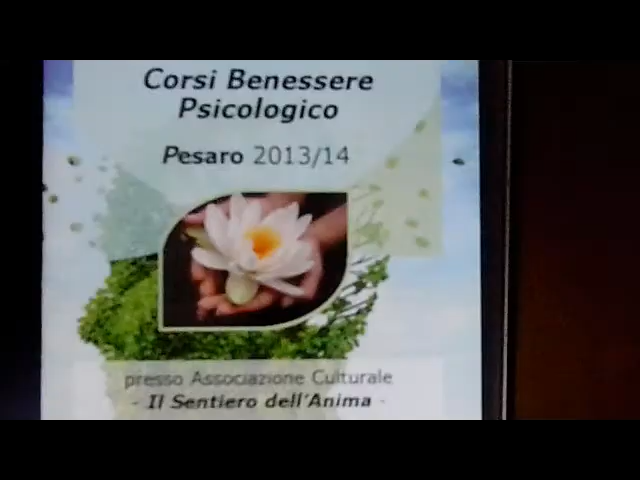 Corsi Benessere
Psicologico
Pesaro 2013/14
presso Associazione Culturale
- Il Sentiero dell'Anima -